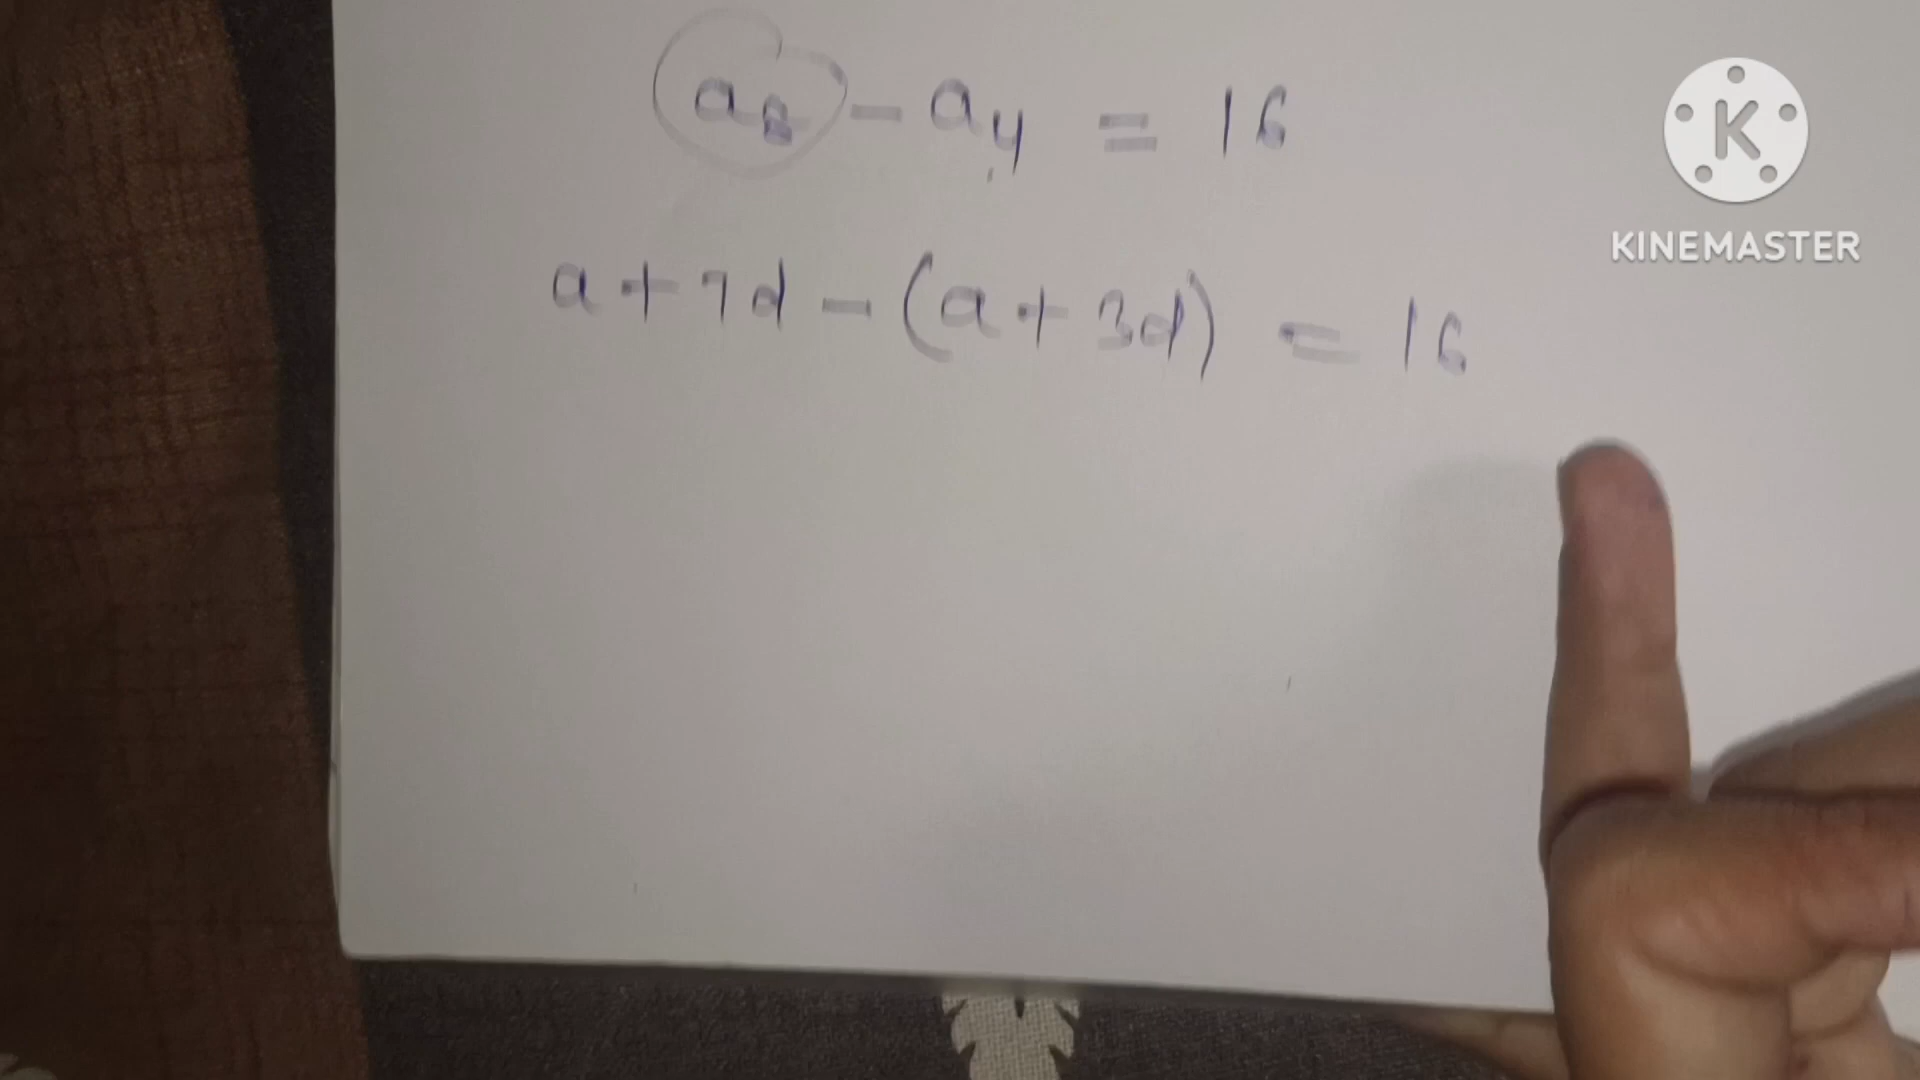 a₈ - a₄ = 16
a + 7d - (a + 3d) = 16
K
KINEMASTER